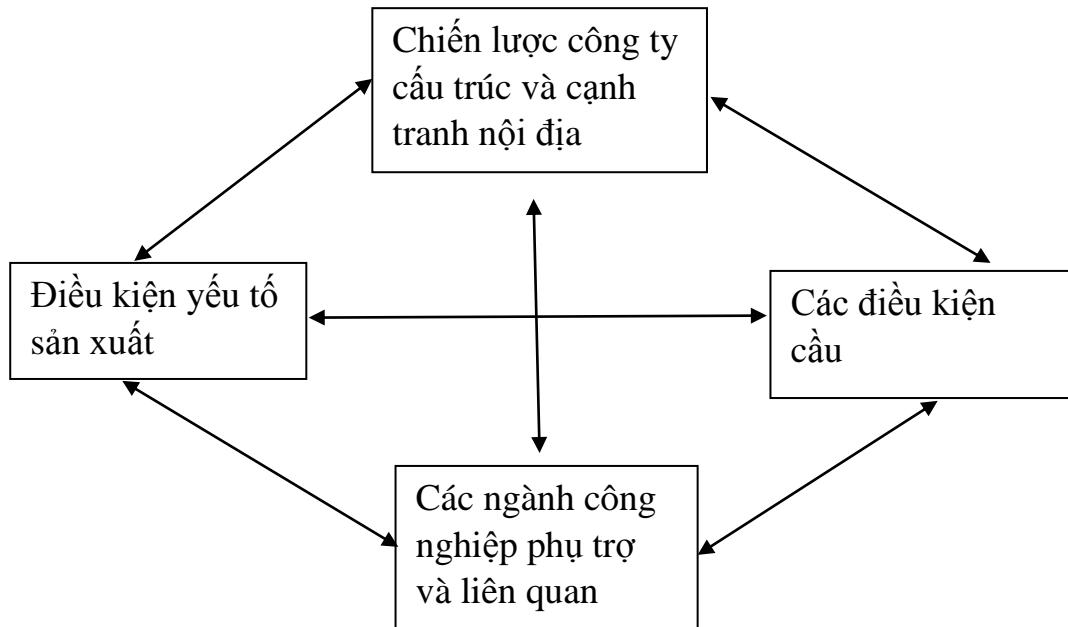 Chiến lược công ty
cấu trúc và cạnh
tranh nội địa
Điều kiện yếu tố
sản xuất
Các điều kiện
cầu
Các ngành công
nghiệp phụ trợ
và liên quan